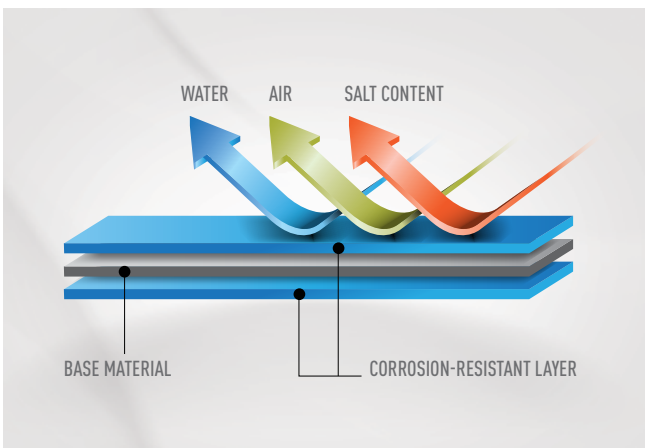 WATER
AIR
SALT CONTENT
BASE MATERIAL
CORROSION-RESISTANT LAYER